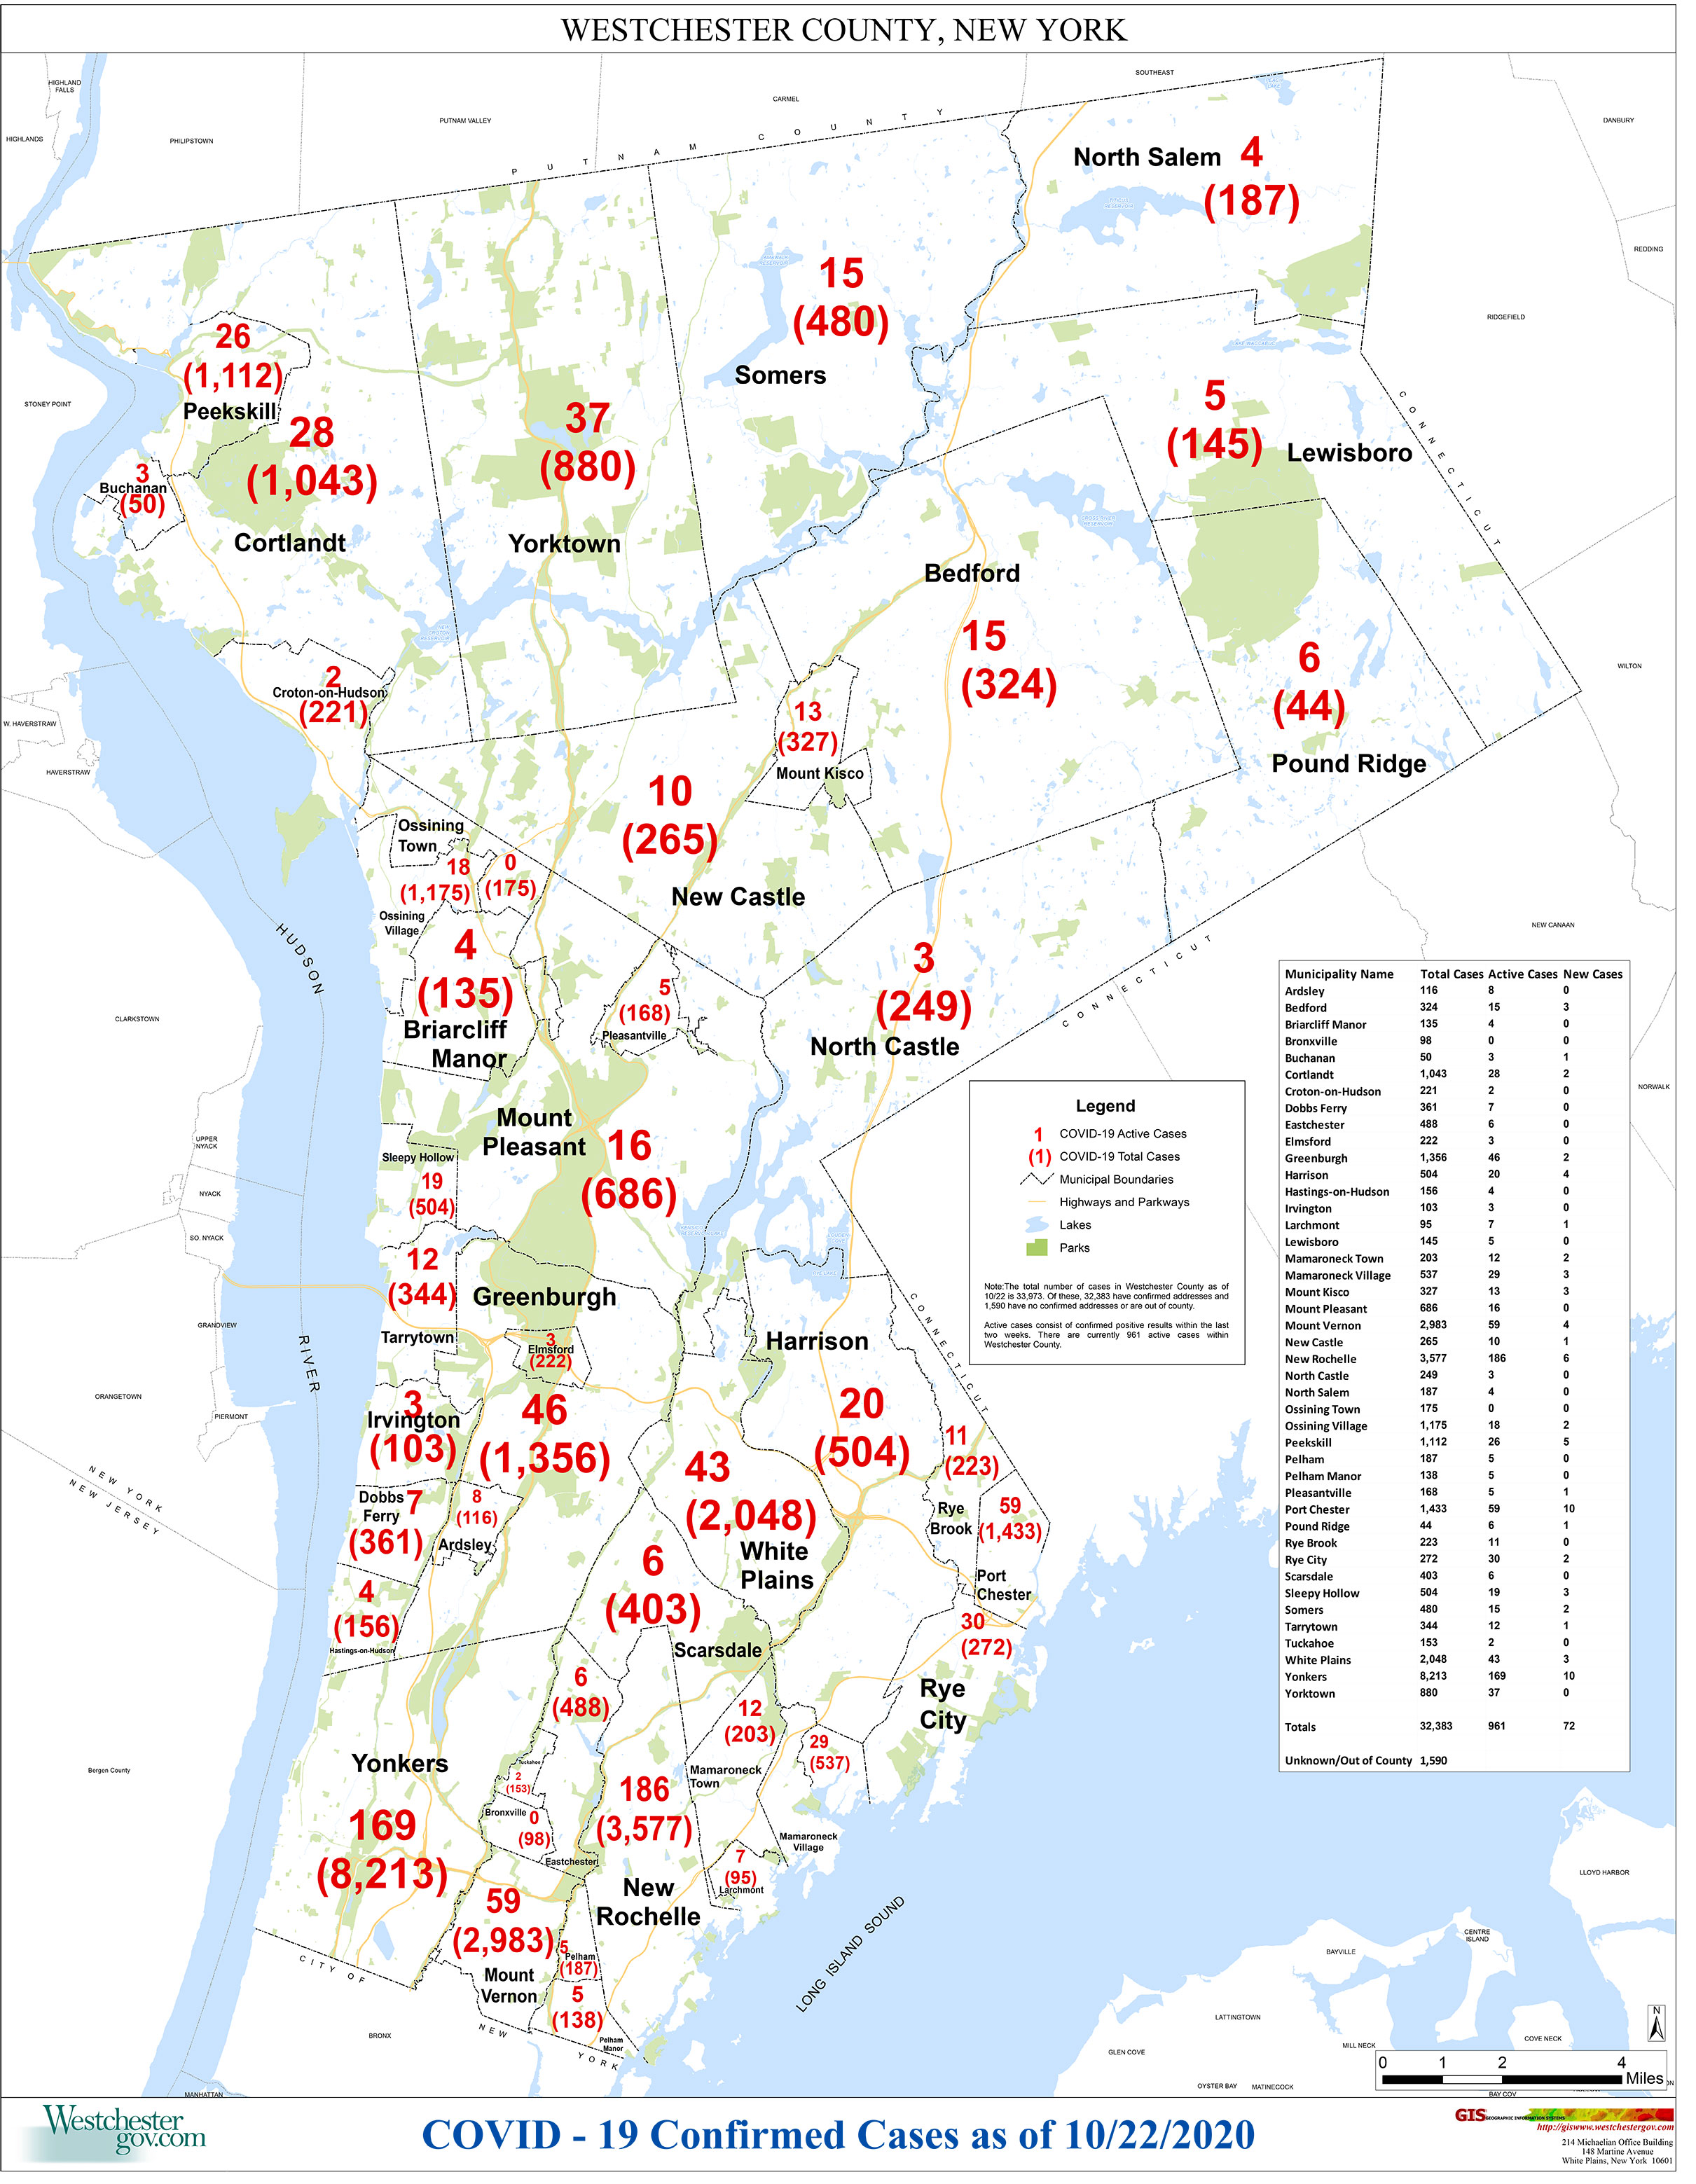 WESTCHESTER COUNTY, NEW YORK
HIGHLAND
FALLS
HIGHLANDS
PHILIPSTOWN
PUTNAM VALLEY
CARMEL
SOUTHEAST
DANBURY
REDDING
RIDGEFIELD
WILTON
NEW CANAAN
NORWALK
PUTNAM COUNTY
CONNECTICUT
North Salem 4
(187)
15
(480)
Somers
26
(1,112)
Peekskill
28
(1,043)
Cortlandt
3
Buchanan
(50)
37
(880)
Yorktown
5
(145)
Lewisboro
Bedford
15
(324)
6
(44)
Pound Ridge
2
Croton-on-Hudson
(221)
13
(327)
Mount Kisco
10
(265)
New Castle
Ossining
Town
18
(1,175)
0
(175)
Ossining
Village
4
(135)
Briarcliff
Manor
5
(168)
Pleasantville
3
(249)
North Castle
CONNECTICUT
STONEY POINT
W. HAVERSTRAW
HAVERSTRAW
CLARKSTOWN
UPPER
NYACK
NYACK
SO. NYACK
GRANDVIEW
ORANGETOWN
PIERMONT
HUDSON
RIVER
NEW YORK
NEW JERSEY
Mount
Pleasant
16
(686)
Sleepy Hollow
19
(504)
12
(344)
Tarrytown
Greenburgh
3
Elmsford
(222)
46
(1,356)
3
Irvington
(103)
Dobbs 7
Ferry
(361)
8
(116)
Ardsley
4
(156)
Hastings-on-Hudson
Harrison
20
(504)
43
(2,048)
White
Plains
CONNECTICUT
11
(223)
Rye
Brook
59
(1,433)
Port
Chester
30
(272)
Rye
City
6
(403)
Scarsdale
6
(488)
12
(203)
Mamaroneck
Town
29
(537)
Mamaroneck
Village
Tuckahoe
2
(153)
Bronxville 0
(98)
Eastchester
186
(3,577)
New
Rochelle
7
(95)
Larchmont
Yonkers
169
(8,213)
59
(2,983)
Mount
Vernon
5
Pelham
(187)
5
(138)
Pelham
Manor
CITY OF
NEW
YORK
Bergen County
BRONX
MANHATTAN
LONG ISLAND SOUND
Legend
1 COVID-19 Active Cases
(1) COVID-19 Total Cases
Municipal Boundaries
Highways and Parkways
Lakes
Parks
Note:The total number of cases in Westchester County as of
10/22 is 33,973. Of these, 32,383 have confirmed addresses and
1,590 have no confirmed addresses or are out of county.
Active cases consist of confirmed positive results within the last
two weeks. There are currently 961 active cases within
Westchester County.
Municipality Name Total Cases Active Cases New Cases
Ardsley 116 8 0
Bedford 324 15 3
Briarcliff Manor 135 4 0
Bronxville 98 0 0
Buchanan 50 3 1
Cortlandt 1,043 28 2
Croton-on-Hudson 221 2 0
Dobbs Ferry 361 7 0
Eastchester 488 6 0
Elmsford 222 3 0
Greenburgh 1,356 46 2
Harrison 504 20 4
Hastings-on-Hudson 156 4 0
Irvington 103 3 0
Larchmont 95 7 1
Lewisboro 145 5 0
Mamaroneck Town 203 12 2
Mamaroneck Village 537 29 3
Mount Kisco 327 13 3
Mount Pleasant 686 16 0
Mount Vernon 2,983 59 4
New Castle 265 10 1
New Rochelle 3,577 186 6
North Castle 249 3 0
North Salem 187 4 0
Ossining Town 175 0 0
Ossining Village 1,175 18 2
Peekskill 1,112 26 5
Pelham 187 5 0
Pelham Manor 138 5 0
Pleasantville 168 5 1
Port Chester 1,433 59 10
Pound Ridge 44 6 1
Rye Brook 223 11 0
Rye City 272 30 2
Scarsdale 403 6 0
Sleepy Hollow 504 19 3
Somers 480 15 2
Tarrytown 344 12 1
Tuckahoe 153 2 0
White Plains 2,048 43 3
Yonkers 8,213 169 10
Yorktown 880 37 0
Totals 32,383 961 72
Unknown/Out of County 1,590
LLOYD HARBOR
CENTRE
ISLAND
BAYVILLE
LATTINGTOWN
MILL NECK
COVE NECK
GLEN COVE
OYSTER BAY
MATINECOCK
BAY COV
N
0 1 2 4
Miles
Westchester
gov.com
COVID - 19 Confirmed Cases as of 10/22/2020
GIS GEOGRAPHIC INFORMATION SYSTEMS
http://giswww.westchestergov.com
214 Michaelian Office Building
148 Martine Avenue
White Plains, New York 10601